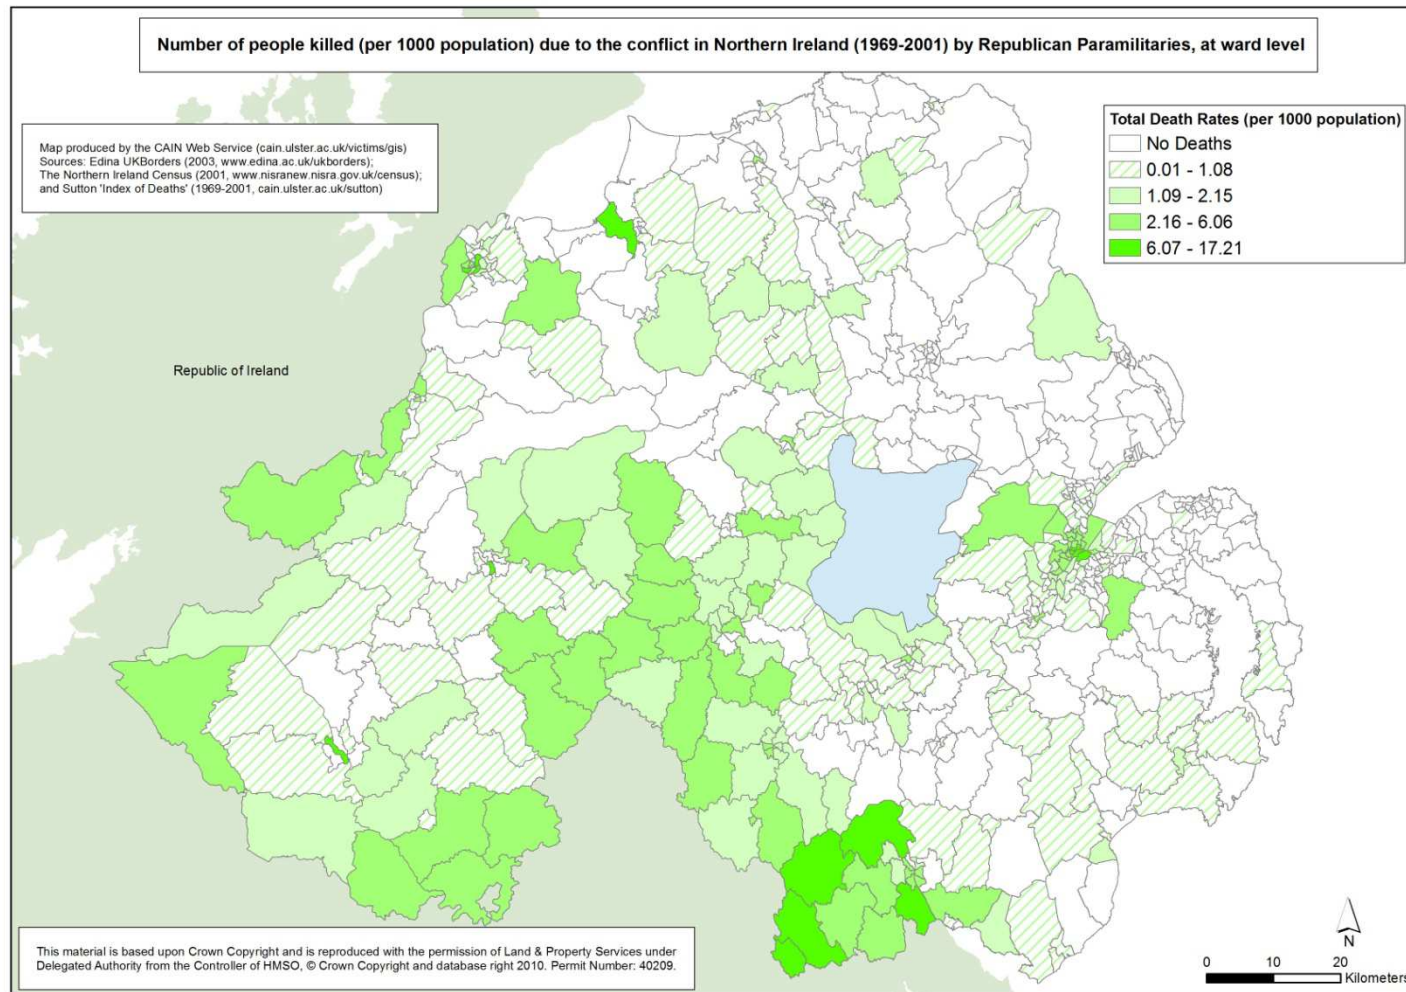 Number of people killed (per 1000 population) due to the conflict in Northern Ireland (1969-2001) by Republican Paramilitaries, at ward level
Map produced by the CAIN Web Service (cain.ulster.ac.uk/victims/gis)
Sources: Edina UKBorders (2003, www.edina.ac.uk/ukborders);
The Northern Ireland Census (2001, www.nisranew.nisra.gov.uk/census);
and Sutton 'Index of Deaths' (1969-2001, cain.ulster.ac.uk/sutton)
Total Death Rates (per 1000 population)
No Deaths
0.01 - 1.08
1.09 - 2.15
2.16 - 6.06
6.07 - 17.21
Republic of Ireland
This material is based upon Crown Copyright and is reproduced with the permission of Land & Property Services under
Delegated Authority from the Controller of HMSO, © Crown Copyright and database right 2010. Permit Number: 40209.
N
0 10 20
Kilometers